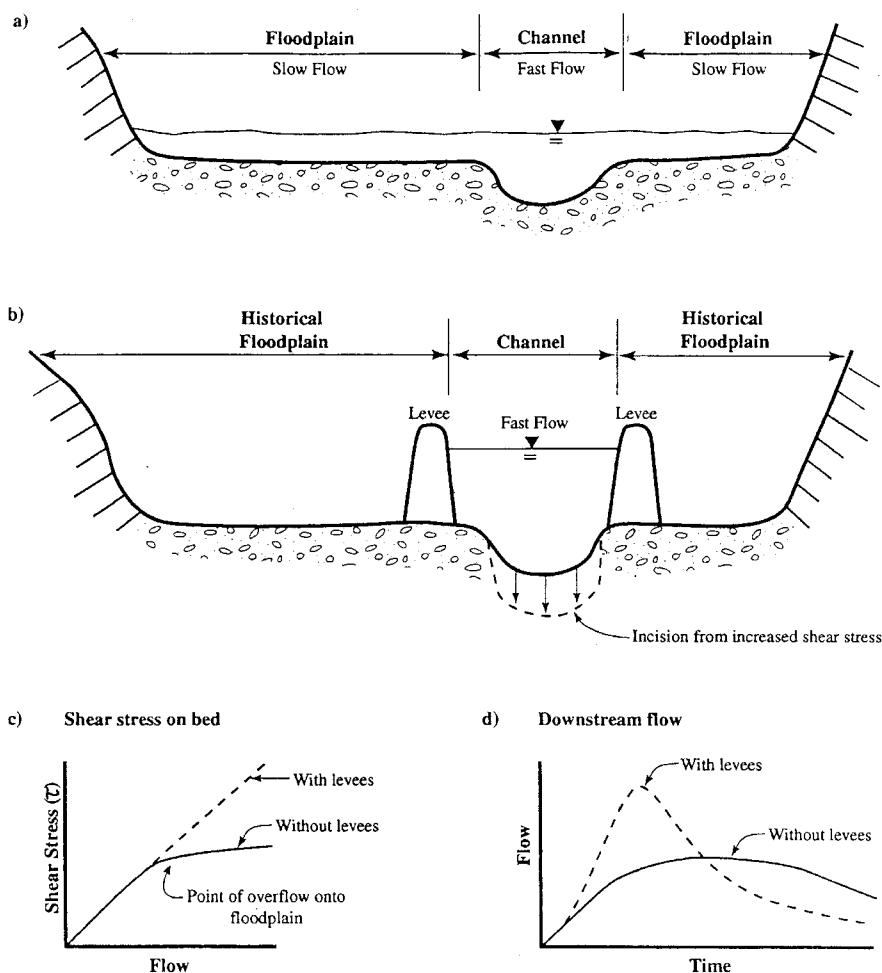 a)
Floodplain
Slow Flow
Channel
Fast Flow
Floodplain
Slow Flow
b)
Historical
Floodplain
Channel
Historical
Floodplain
Levee
Fast Flow
Levee
Incision from increased shear stress
c) Shear stress on bed
Shear Stress (τ)
With levees
Without levees
Point of overflow onto
floodplain
Flow
d) Downstream flow
Flow
With levees
Without levees
Time